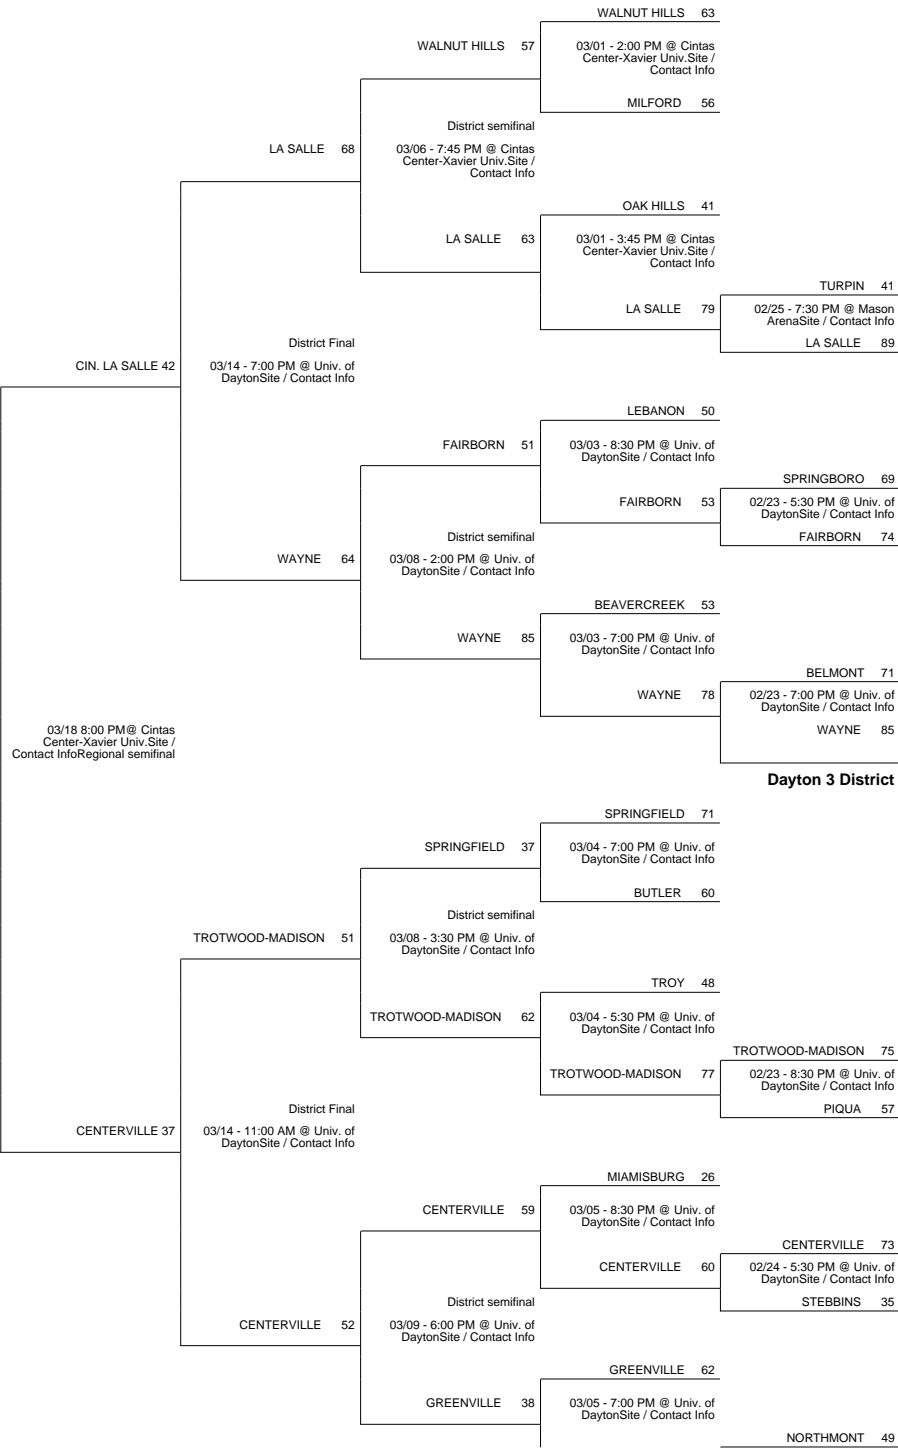 WALNUT HILLS 63
WALNUT HILLS 57
03/01 - 2:00 PM @ Cintas
Center-Xavier Univ.Site /
Contact Info
MILFORD 56
District semifinal
LA SALLE 68
03/06 - 7:45 PM @ Cintas
Center-Xavier Univ.Site /
Contact Info
OAK HILLS 41
LA SALLE 63
03/01 - 3:45 PM @ Cintas
Center-Xavier Univ.Site /
Contact Info
TURPIN 41
LA SALLE 79
02/25 - 7:30 PM @ Mason
ArenaSite / Contact Info
LA SALLE 89
District Final
CIN. LA SALLE 42
03/14 - 7:00 PM @ Univ. of
DaytonSite / Contact Info
LEBANON 50
FAIRBORN 51
03/03 - 8:30 PM @ Univ. of
DaytonSite / Contact Info
SPRINGBORO 69
FAIRBORN 53
02/23 - 5:30 PM @ Univ. of
DaytonSite / Contact Info
FAIRBORN 74
District semifinal
WAYNE 64
03/08 - 2:00 PM @ Univ. of
DaytonSite / Contact Info
BEAVERCREEK 53
WAYNE 85
03/03 - 7:00 PM @ Univ. of
DaytonSite / Contact Info
BELMONT 71
WAYNE 78
02/23 - 7:00 PM @ Univ. of
DaytonSite / Contact Info
WAYNE 85
03/18 8:00 PM@ Cintas
Center-Xavier Univ.Site /
Contact InfoRegional semifinal
Dayton 3 District
SPRINGFIELD 71
SPRINGFIELD 37
03/04 - 7:00 PM @ Univ. of
DaytonSite / Contact Info
BUTLER 60
District semifinal
TROTWOOD-MADISON 51
03/08 - 3:30 PM @ Univ. of
DaytonSite / Contact Info
TROY 48
TROTWOOD-MADISON 62
03/04 - 5:30 PM @ Univ. of
DaytonSite / Contact Info
TROTWOOD-MADISON 75
TROTWOOD-MADISON 77
02/23 - 8:30 PM @ Univ. of
DaytonSite / Contact Info
PIQUA 57
District Final
CENTERVILLE 37
03/14 - 11:00 AM @ Univ. of
DaytonSite / Contact Info
MIAMISBURG 26
CENTERVILLE 59
03/05 - 8:30 PM @ Univ. of
DaytonSite / Contact Info
CENTERVILLE 73
CENTERVILLE 60
02/24 - 5:30 PM @ Univ. of
DaytonSite / Contact Info
STEBBINS 35
District semifinal
CENTERVILLE 52
03/09 - 6:00 PM @ Univ. of
DaytonSite / Contact Info
GREENVILLE 62
GREENVILLE 38
03/05 - 7:00 PM @ Univ. of
DaytonSite / Contact Info
NORTHMONT 49